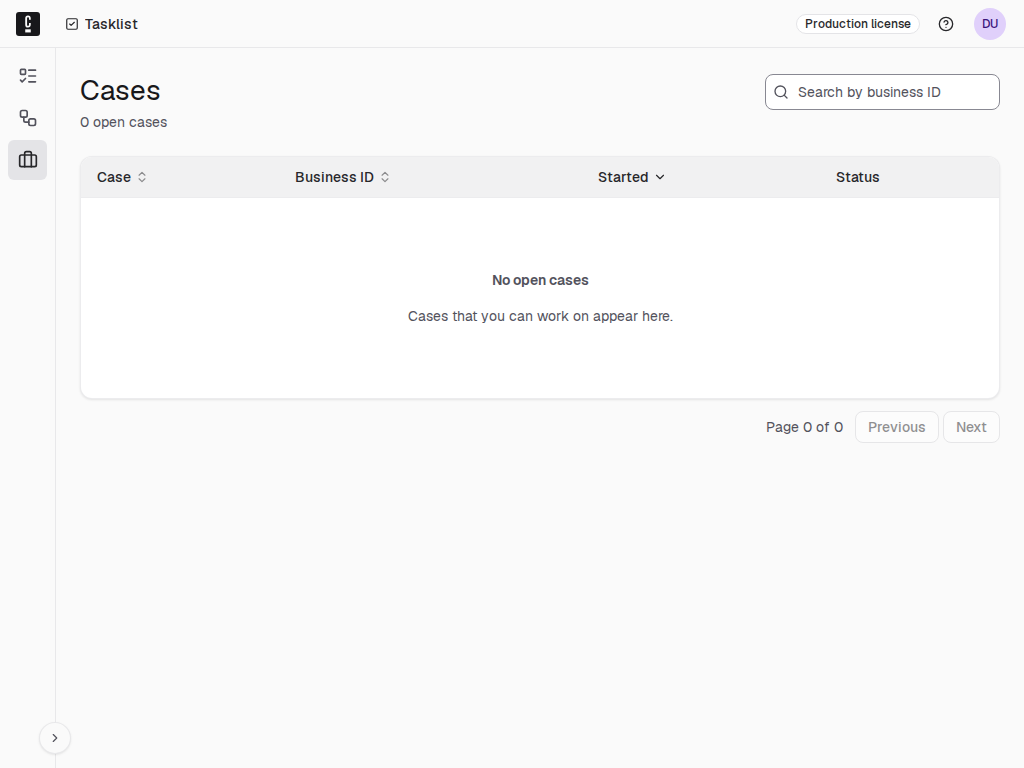 Tasklist
Production license
DU
Cases
0 open cases
Search by business ID
Case
Business ID
Started
Status
No open cases
Cases that you can work on appear here.
Page 0 of 0
Previous
Next